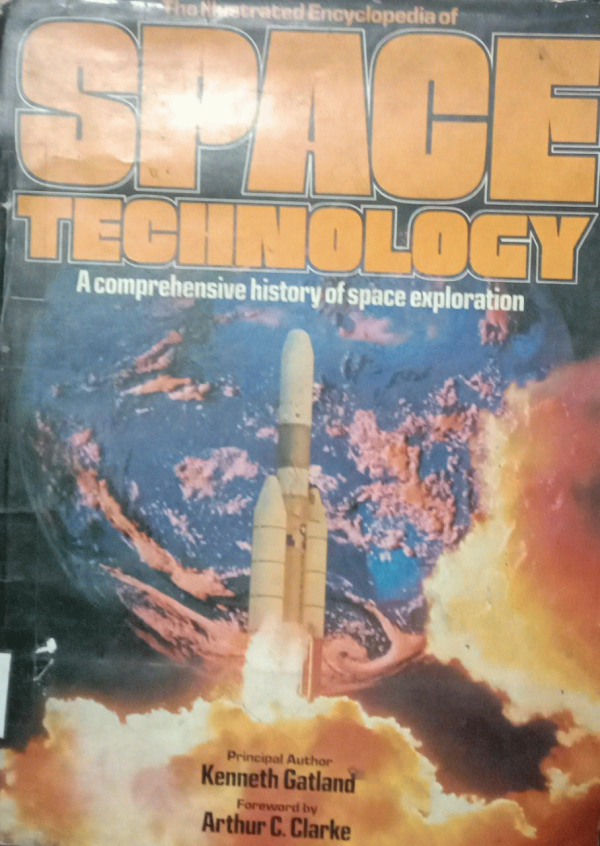 The Illustrated Encyclopedia of
SPACE
TECHNOLOGY
A comprehensive history of space exploration
Principal Author
Kenneth Gatland
Foreword by
Arthur C. Clarke